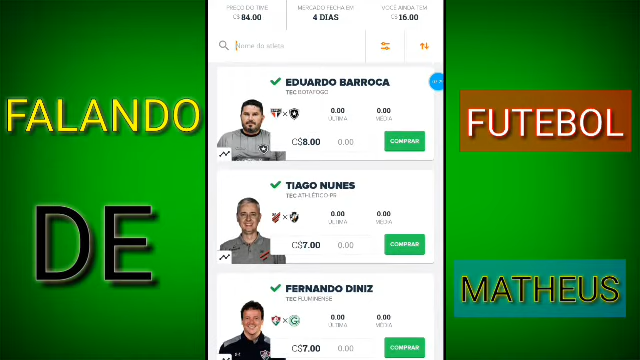 PREÇO DO TIME
C$ 84.00
MERCADO FECHA EM
4 DIAS
VOCÊ AINDA TEM
C$ 16.00
Nome do atleta
EDUARDO BARROCA
TEC BOTAFOGO
X
0.00
ÚLTIMA
0.00
MÉDIA
C$ 8.00
0.00
COMPRAR
TIAGO NUNES
TEC ATHLÉTICO-PR
X
0.00
ÚLTIMA
0.00
MÉDIA
C$ 7.00
0.00
COMPRAR
FERNANDO DINIZ
TEC FLUMINENSE
X
0.00
ÚLTIMA
0.00
MÉDIA
C$ 7.00
0.00
COMPRAR
FALANDO
DE
FUTEBOL
MATHEUS